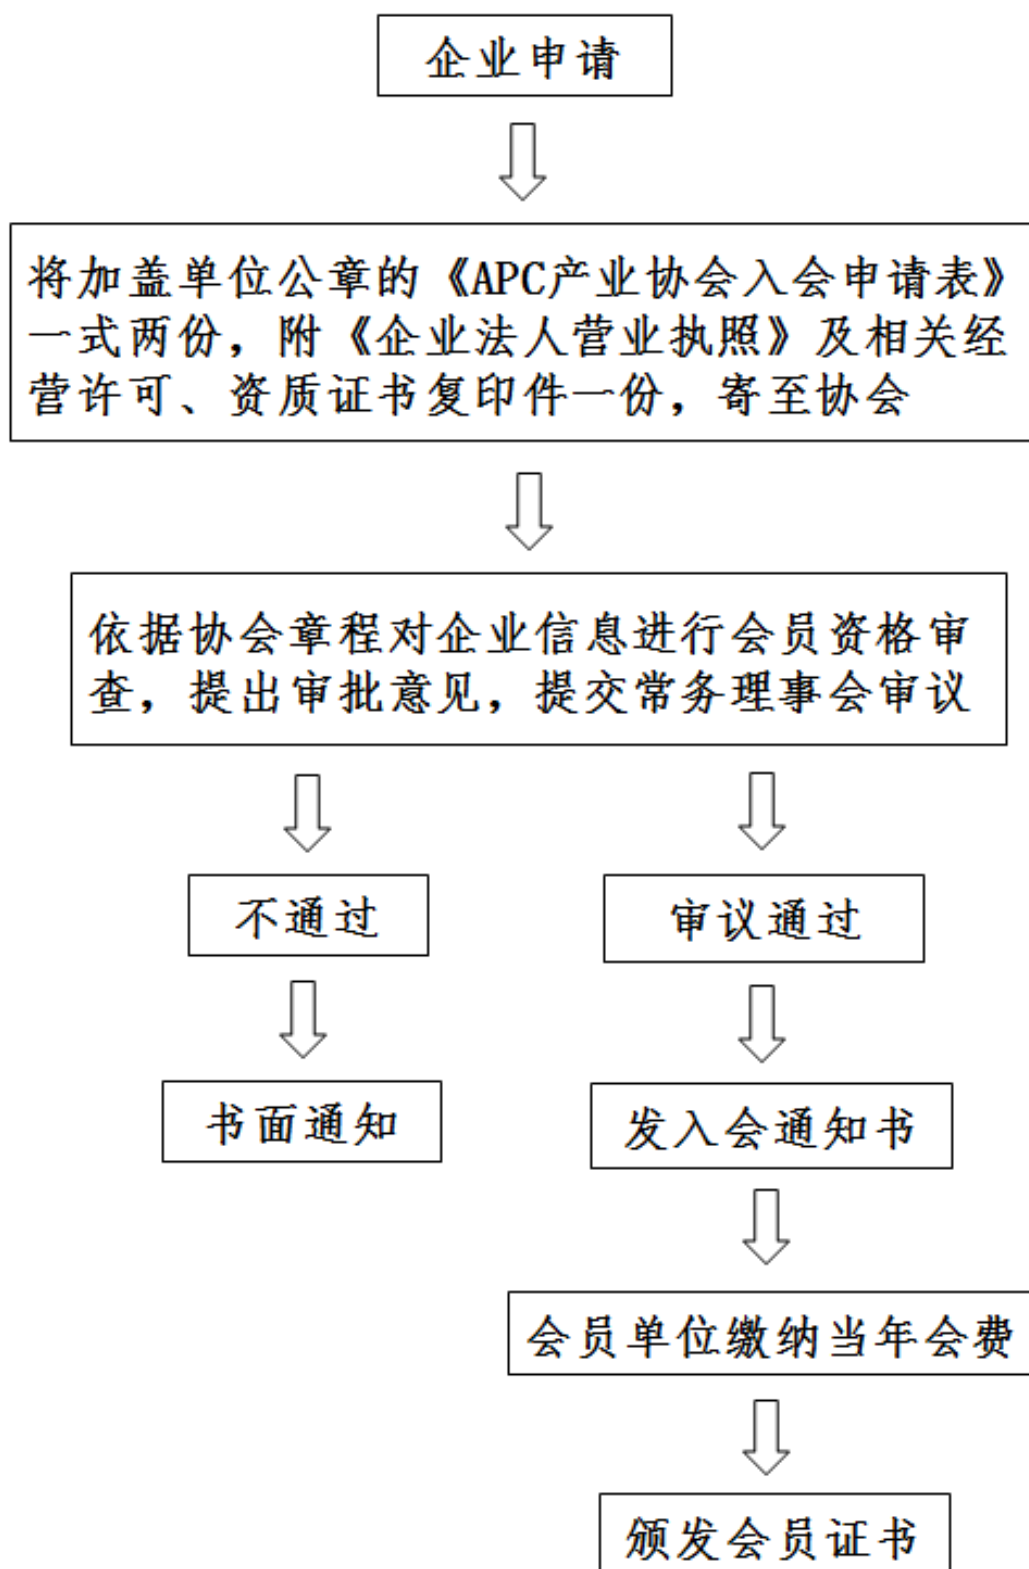 企业申请
将加盖单位公章的《APC产业协会入会申请表》
一式两份，附《企业法人营业执照》及相关经
营许可、资质证书复印件一份，寄至协会
依据协会章程对企业信息进行会员资格审
查，提出审批意见，提交常务理事会审议
不通过
审议通过
书面通知
发入会通知书
会员单位缴纳当年会费
颁发会员证书